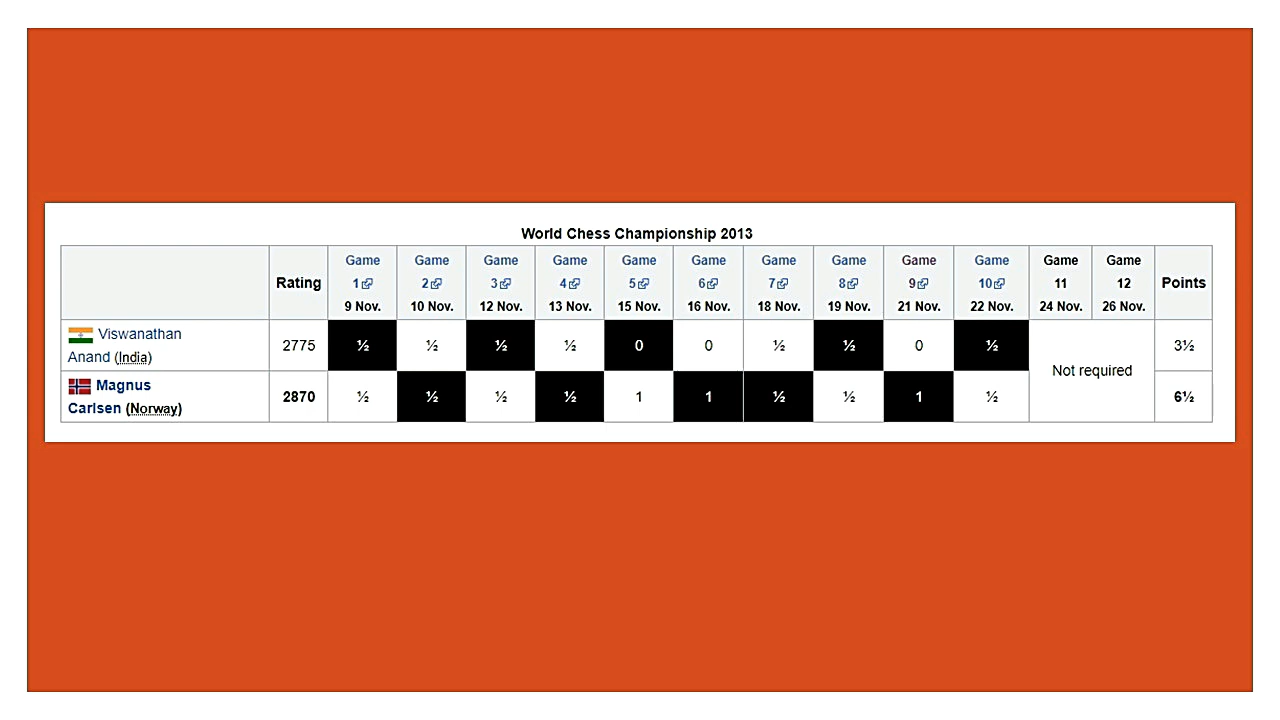 World Chess Championship 2013
Rating Game 1 9 Nov. Game 2 10 Nov. Game 3 12 Nov. Game 4 13 Nov. Game 5 15 Nov. Game 6 16 Nov. Game 7 18 Nov. Game 8 19 Nov. Game 9 21 Nov. Game 10 22 Nov. Game 11 24 Nov. Game 12 26 Nov. Points
Viswanathan Anand (India) 2775 ½ ½ ½ ½ 0 0 ½ ½ 0 ½ Not required 3½
Magnus Carlsen (Norway) 2870 ½ ½ ½ ½ 1 1 ½ ½ 1 ½ 6½